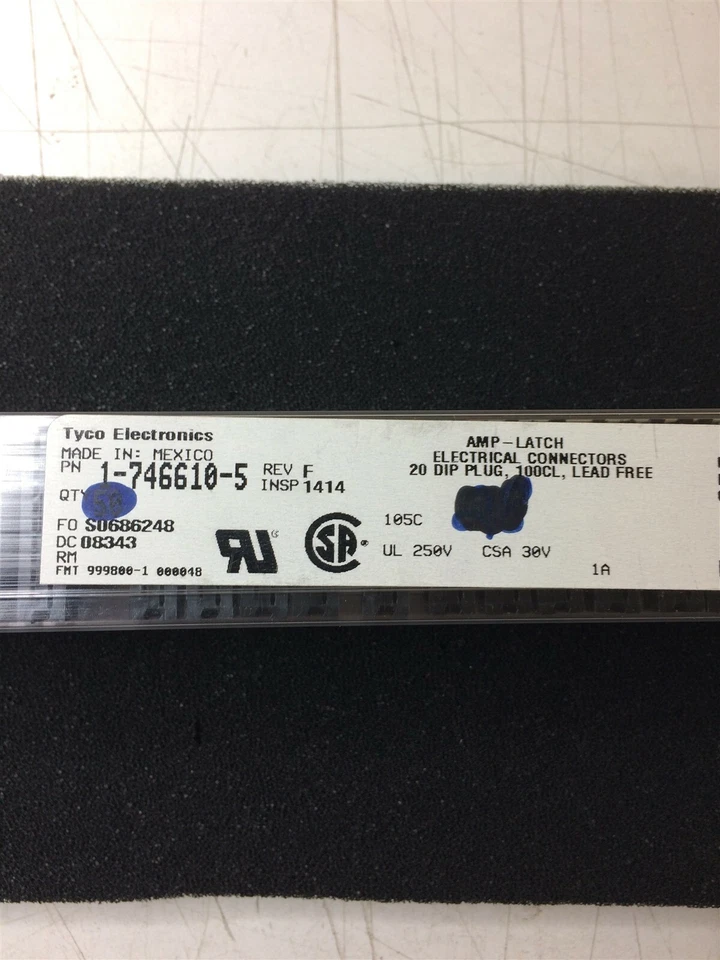 Tyco Electronics
MADE IN: MEXICO
PN 1-746610-5 REV F
INSP 1414
QTY
FO S0686248
DC 08343
RM
FMT 999800-1 000048
AMP-LATCH
ELECTRICAL CONNECTORS
20 DIP PLUG, 100CL, LEAD FREE
105C
UL 250V CSA 30V
1A